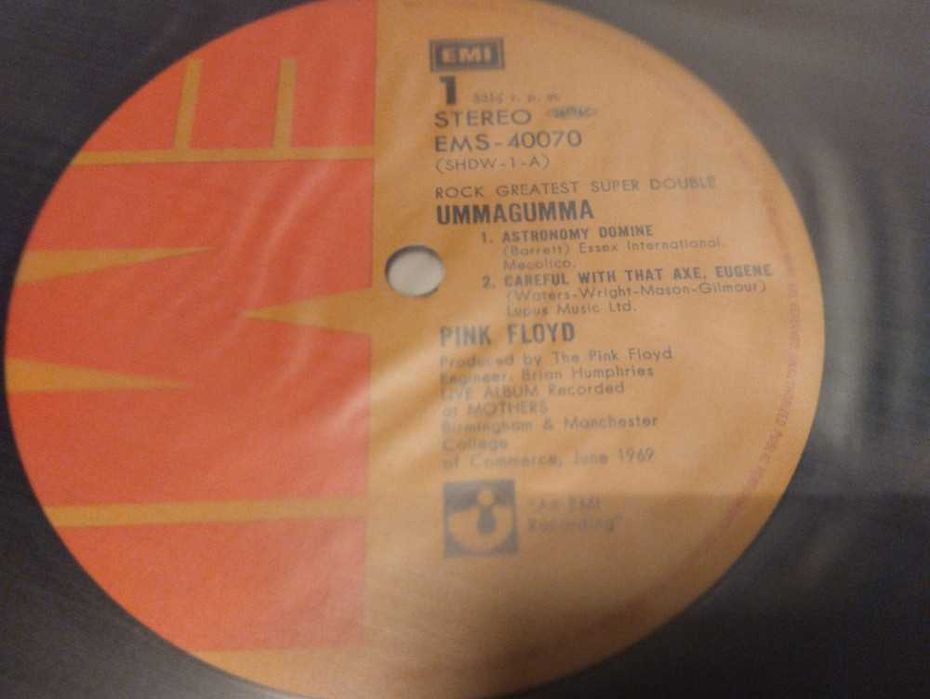 EMI
1 33⅓ r. p. m.
STEREO
EMS-40070
(SHDW-1-A)
ROCK GREATEST SUPER DOUBLE
UMMAGUMMA
1. ASTRONOMY DOMINE
(Barrett) Essex International,
Mecolico.
2. CAREFUL WITH THAT AXE, EUGENE
(Waters-Wright-Mason-Gilmour)
Lupus Music Ltd.
PINK FLOYD
Produced by The Pink Floyd
Engineer. Brian Humphries
LIVE ALBUM Recorded
at MOTHERS
Birmingham & Manchester
College
of Commerce, June 1969
"An EMI
Recording"